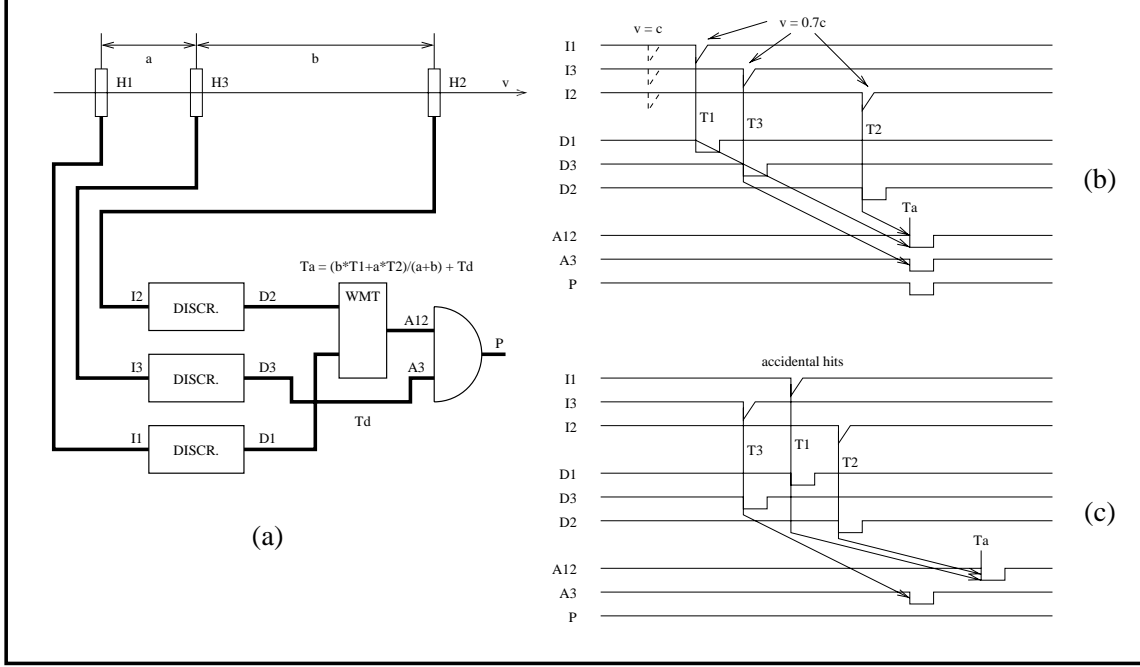 a
b
H1
H3
H2
v
Ta = (b*T1+a*T2)/(a+b) + Td
I2
DISCR.
D2
WMT
A12
P
I3
DISCR.
D3
A3
Td
I1
DISCR.
D1
(a)
v = c
v = 0.7c
I1
I3
I2
T1
T3
T2
D1
D3
D2
Ta
A12
A3
P
(b)
accidental hits
I1
I3
I2
T3
T1
T2
D1
D3
D2
Ta
A12
A3
P
(c)